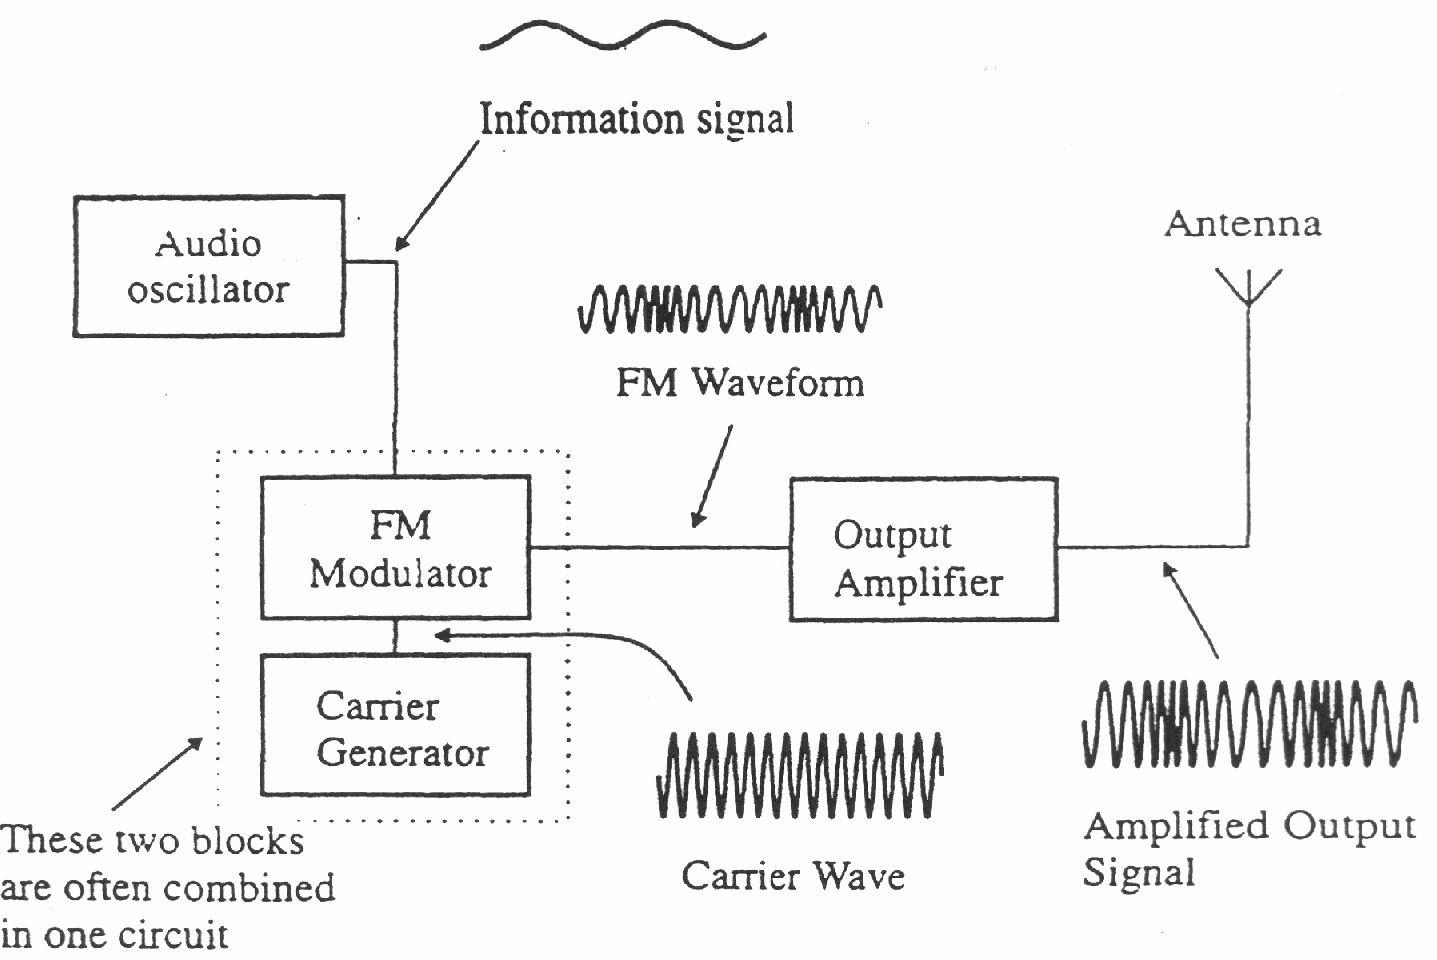 Information signal
Audio
oscillator
Antenna
FM Waveform
FM
Modulator
Output
Amplifier
Carrier
Generator
These two blocks
are often combined
in one circuit
Carrier Wave
Amplified Output
Signal